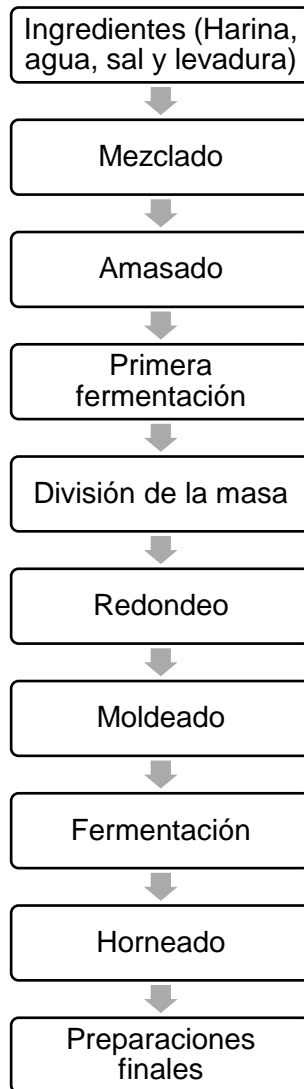 Ingredientes (Harina,
agua, sal y levadura)
Mezclado
Amasado
Primera
fermentación
División de la masa
Redondeo
Moldeado
Fermentación
Horneado
Preparaciones
finales